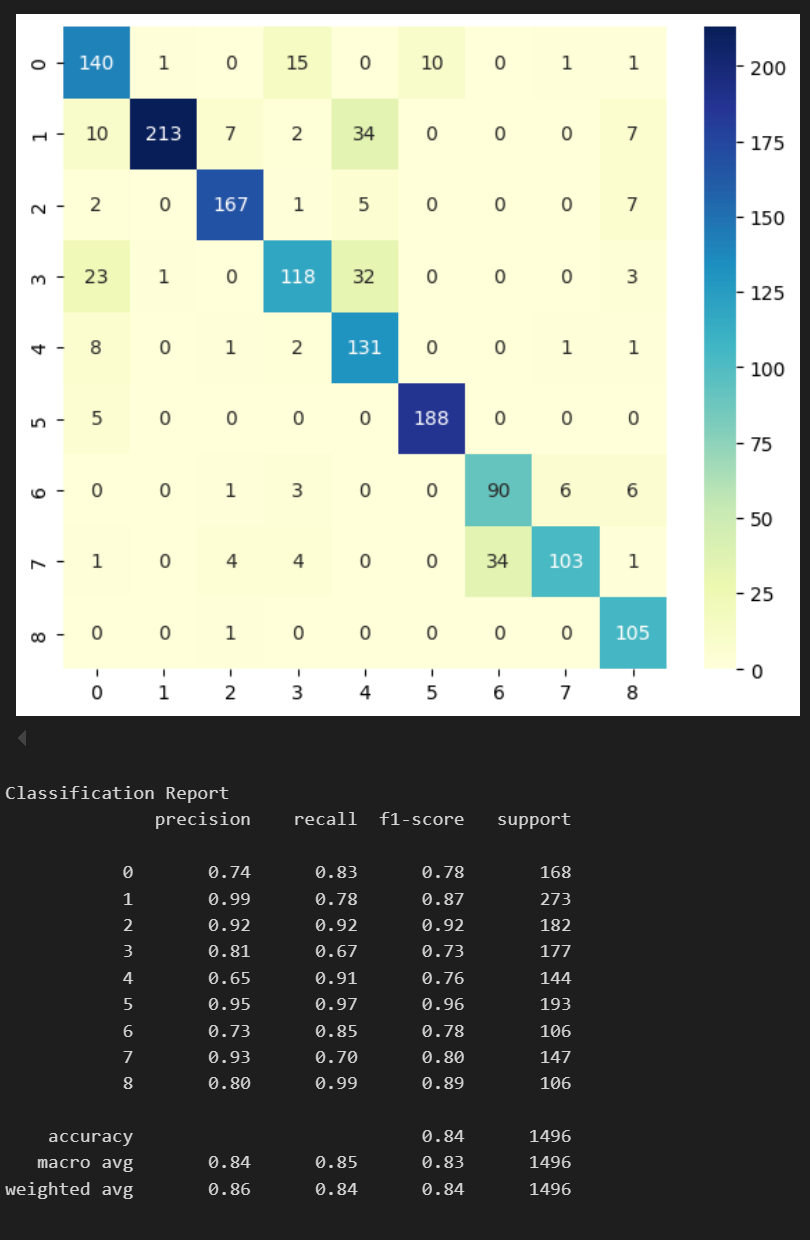 0 140 1 0 15 0 10 0 1 1
1 10 213 7 2 34 0 0 0 7
2 2 0 167 1 5 0 0 0 7
3 23 1 0 118 32 0 0 0 3
4 8 0 1 2 131 0 0 1 1
5 5 0 0 0 0 188 0 0 0
6 0 0 1 3 0 0 90 6 6
7 1 0 4 4 0 0 34 103 1
8 0 0 1 0 0 0 0 0 105
0 1 2 3 4 5 6 7 8
200
175
150
125
100
75
50
25
0
Classification Report
precision recall f1-score support
0 0.74 0.83 0.78 168
1 0.99 0.78 0.87 273
2 0.92 0.92 0.92 182
3 0.81 0.67 0.73 177
4 0.65 0.91 0.76 144
5 0.95 0.97 0.96 193
6 0.73 0.85 0.78 106
7 0.93 0.70 0.80 147
8 0.80 0.99 0.89 106
accuracy 0.84 1496
macro avg 0.84 0.85 0.83 1496
weighted avg 0.86 0.84 0.84 1496